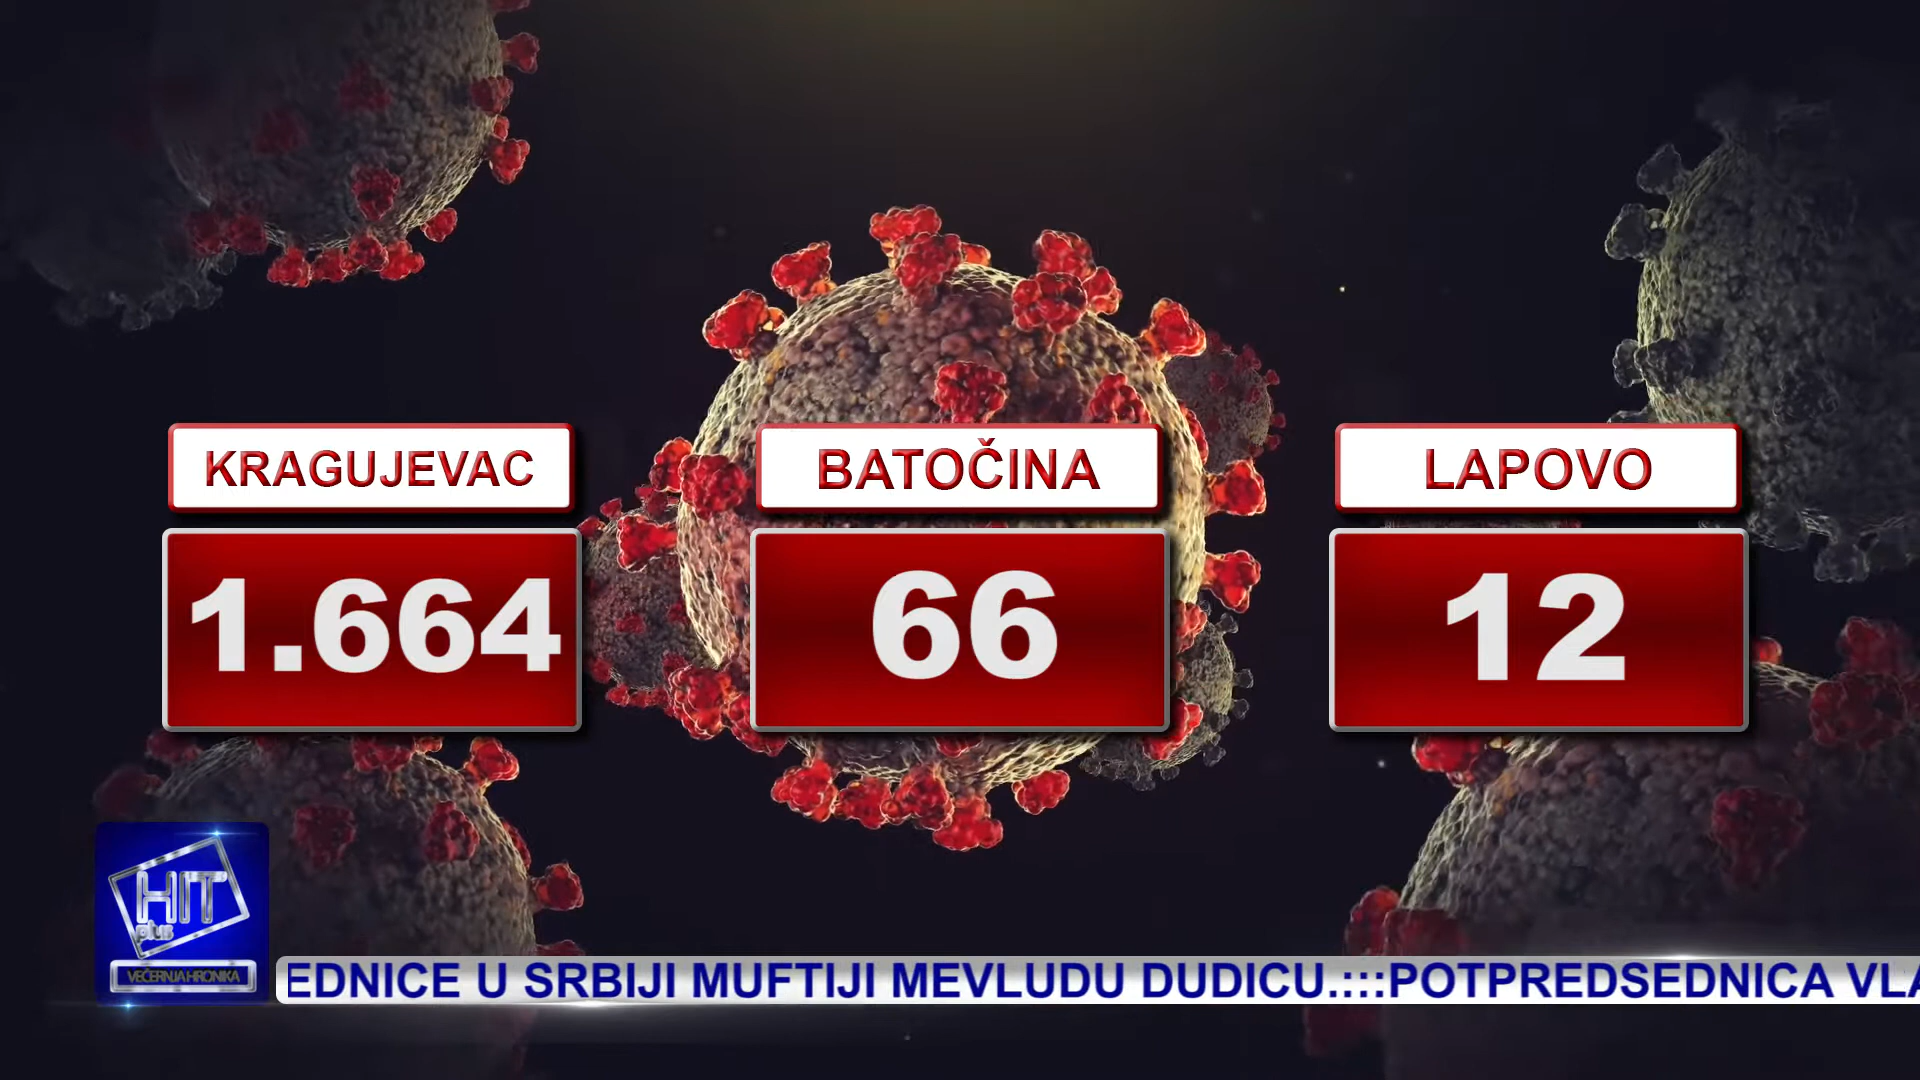 KRAGUJEVAC
BATOČINA
LAPOVO
1.664
66
12
HIT
plus
VEČERNJA HRONIKA
EDNICE U SRBIJI MUFTIJI MEVLUDU DUDICU.:::POTPREDSEDNICA VLA